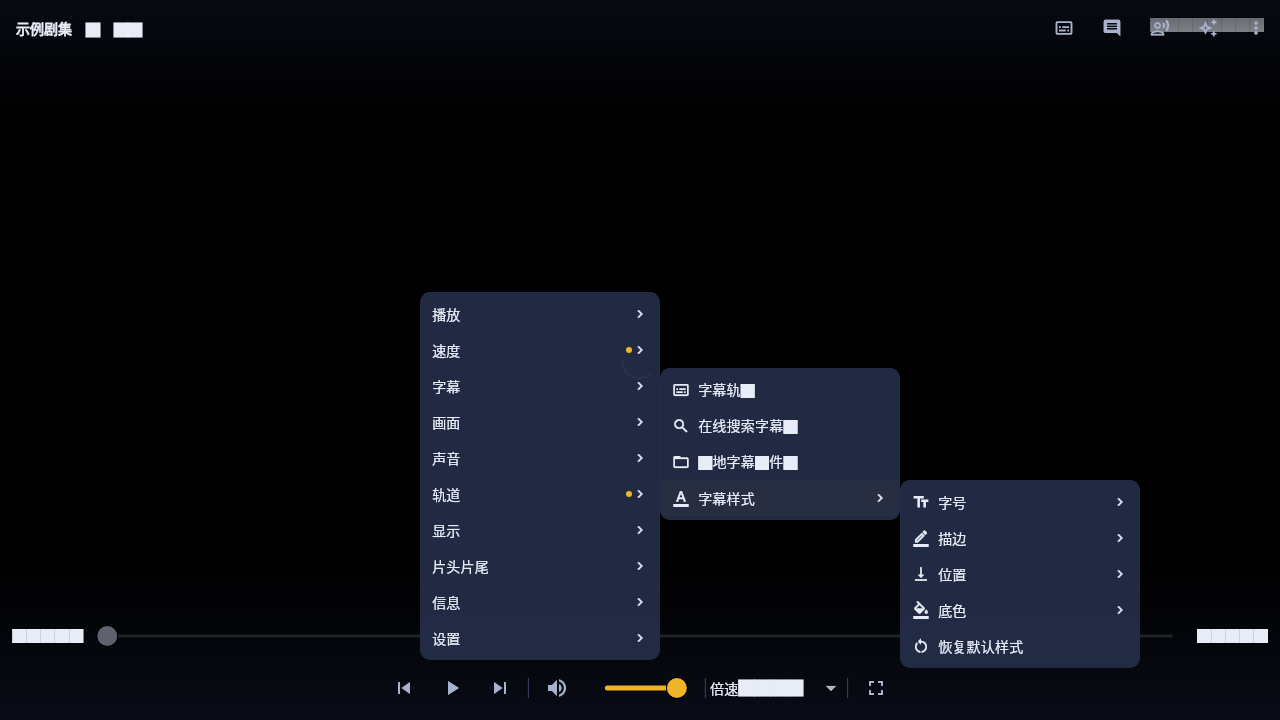 示例剧集
播放
速度
字幕
画面
声音
轨道
显示
片头片尾
信息
设置
字幕轨
在线搜索字幕
地字幕件
字幕样式
字号
描边
位置
底色
恢复默认样式
倍速